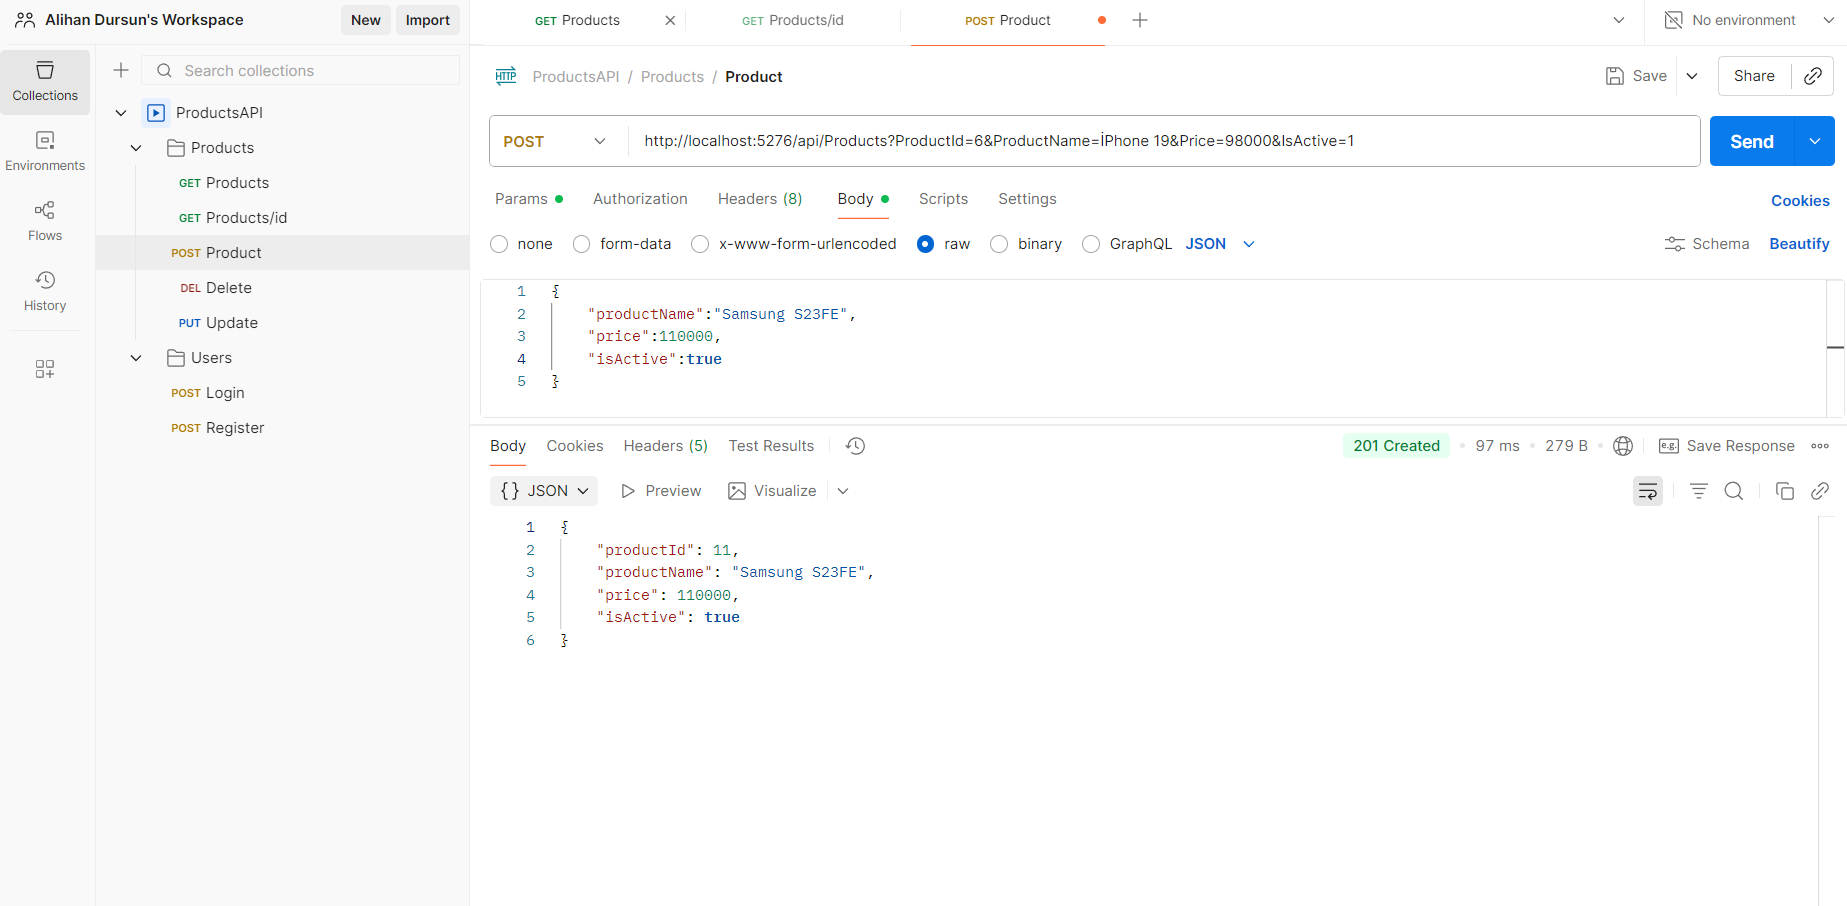 Alihan Dursun's Workspace
New
Import
GET Products
GET Products/id
POST Product
No environment
Collections
Environments
Flows
History
Search collections
ProductsAPI
Products
GET Products
GET Products/id
POST Product
DEL Delete
PUT Update
Users
POST Login
POST Register
HTTP ProductsAPI / Products / Product
Save
Share
POST
http://localhost:5276/api/Products?ProductId=6&ProductName=İPhone 19&Price=98000&IsActive=1
Send
Params
Authorization
Headers (8)
Body
Scripts
Settings
Cookies
none
form-data
x-www-form-urlencoded
raw
binary
GraphQL
JSON
Schema
Beautify
1 {
2 "productName":"Samsung S23FE",
3 "price":110000,
4 "isActive":true
5 }
Body
Cookies
Headers (5)
Test Results
201 Created
97 ms
279 B
e.g. Save Response
{} JSON
Preview
Visualize
1 {
2 "productId": 11,
3 "productName": "Samsung S23FE",
4 "price": 110000,
5 "isActive": true
6 }